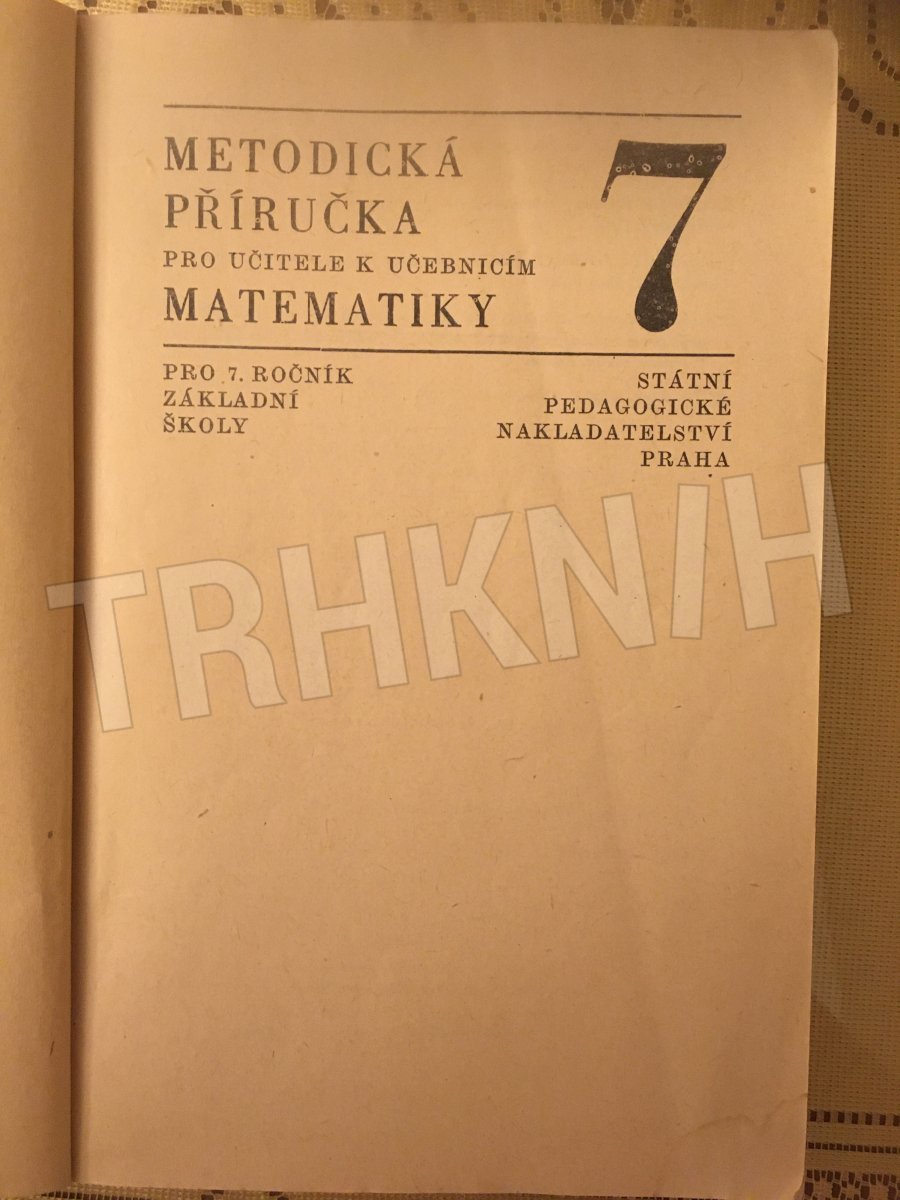 METODICKÁ
PŘÍRUČKA
PRO UČITELE K UČEBNICÍM
MATEMATIKY
7
PRO 7. ROČNÍK
ZÁKLADNÍ
ŠKOLY
STÁTNÍ
PEDAGOGICKÉ
NAKLADATELSTVÍ
PRAHA
TRHKNIH